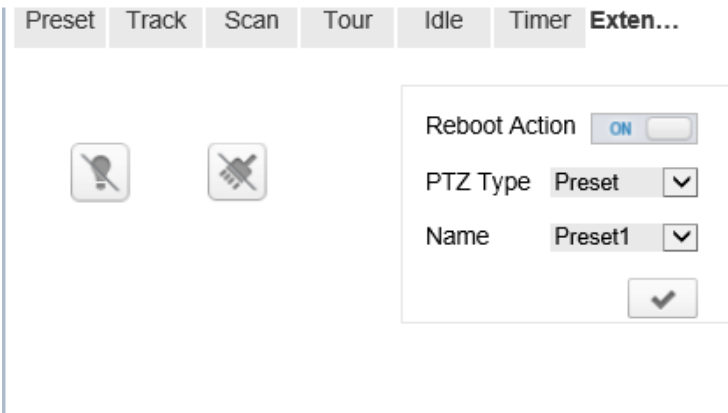 Preset Track Scan Tour Idle Timer Exten...
Reboot Action ON
PTZ Type Preset
Name Preset1